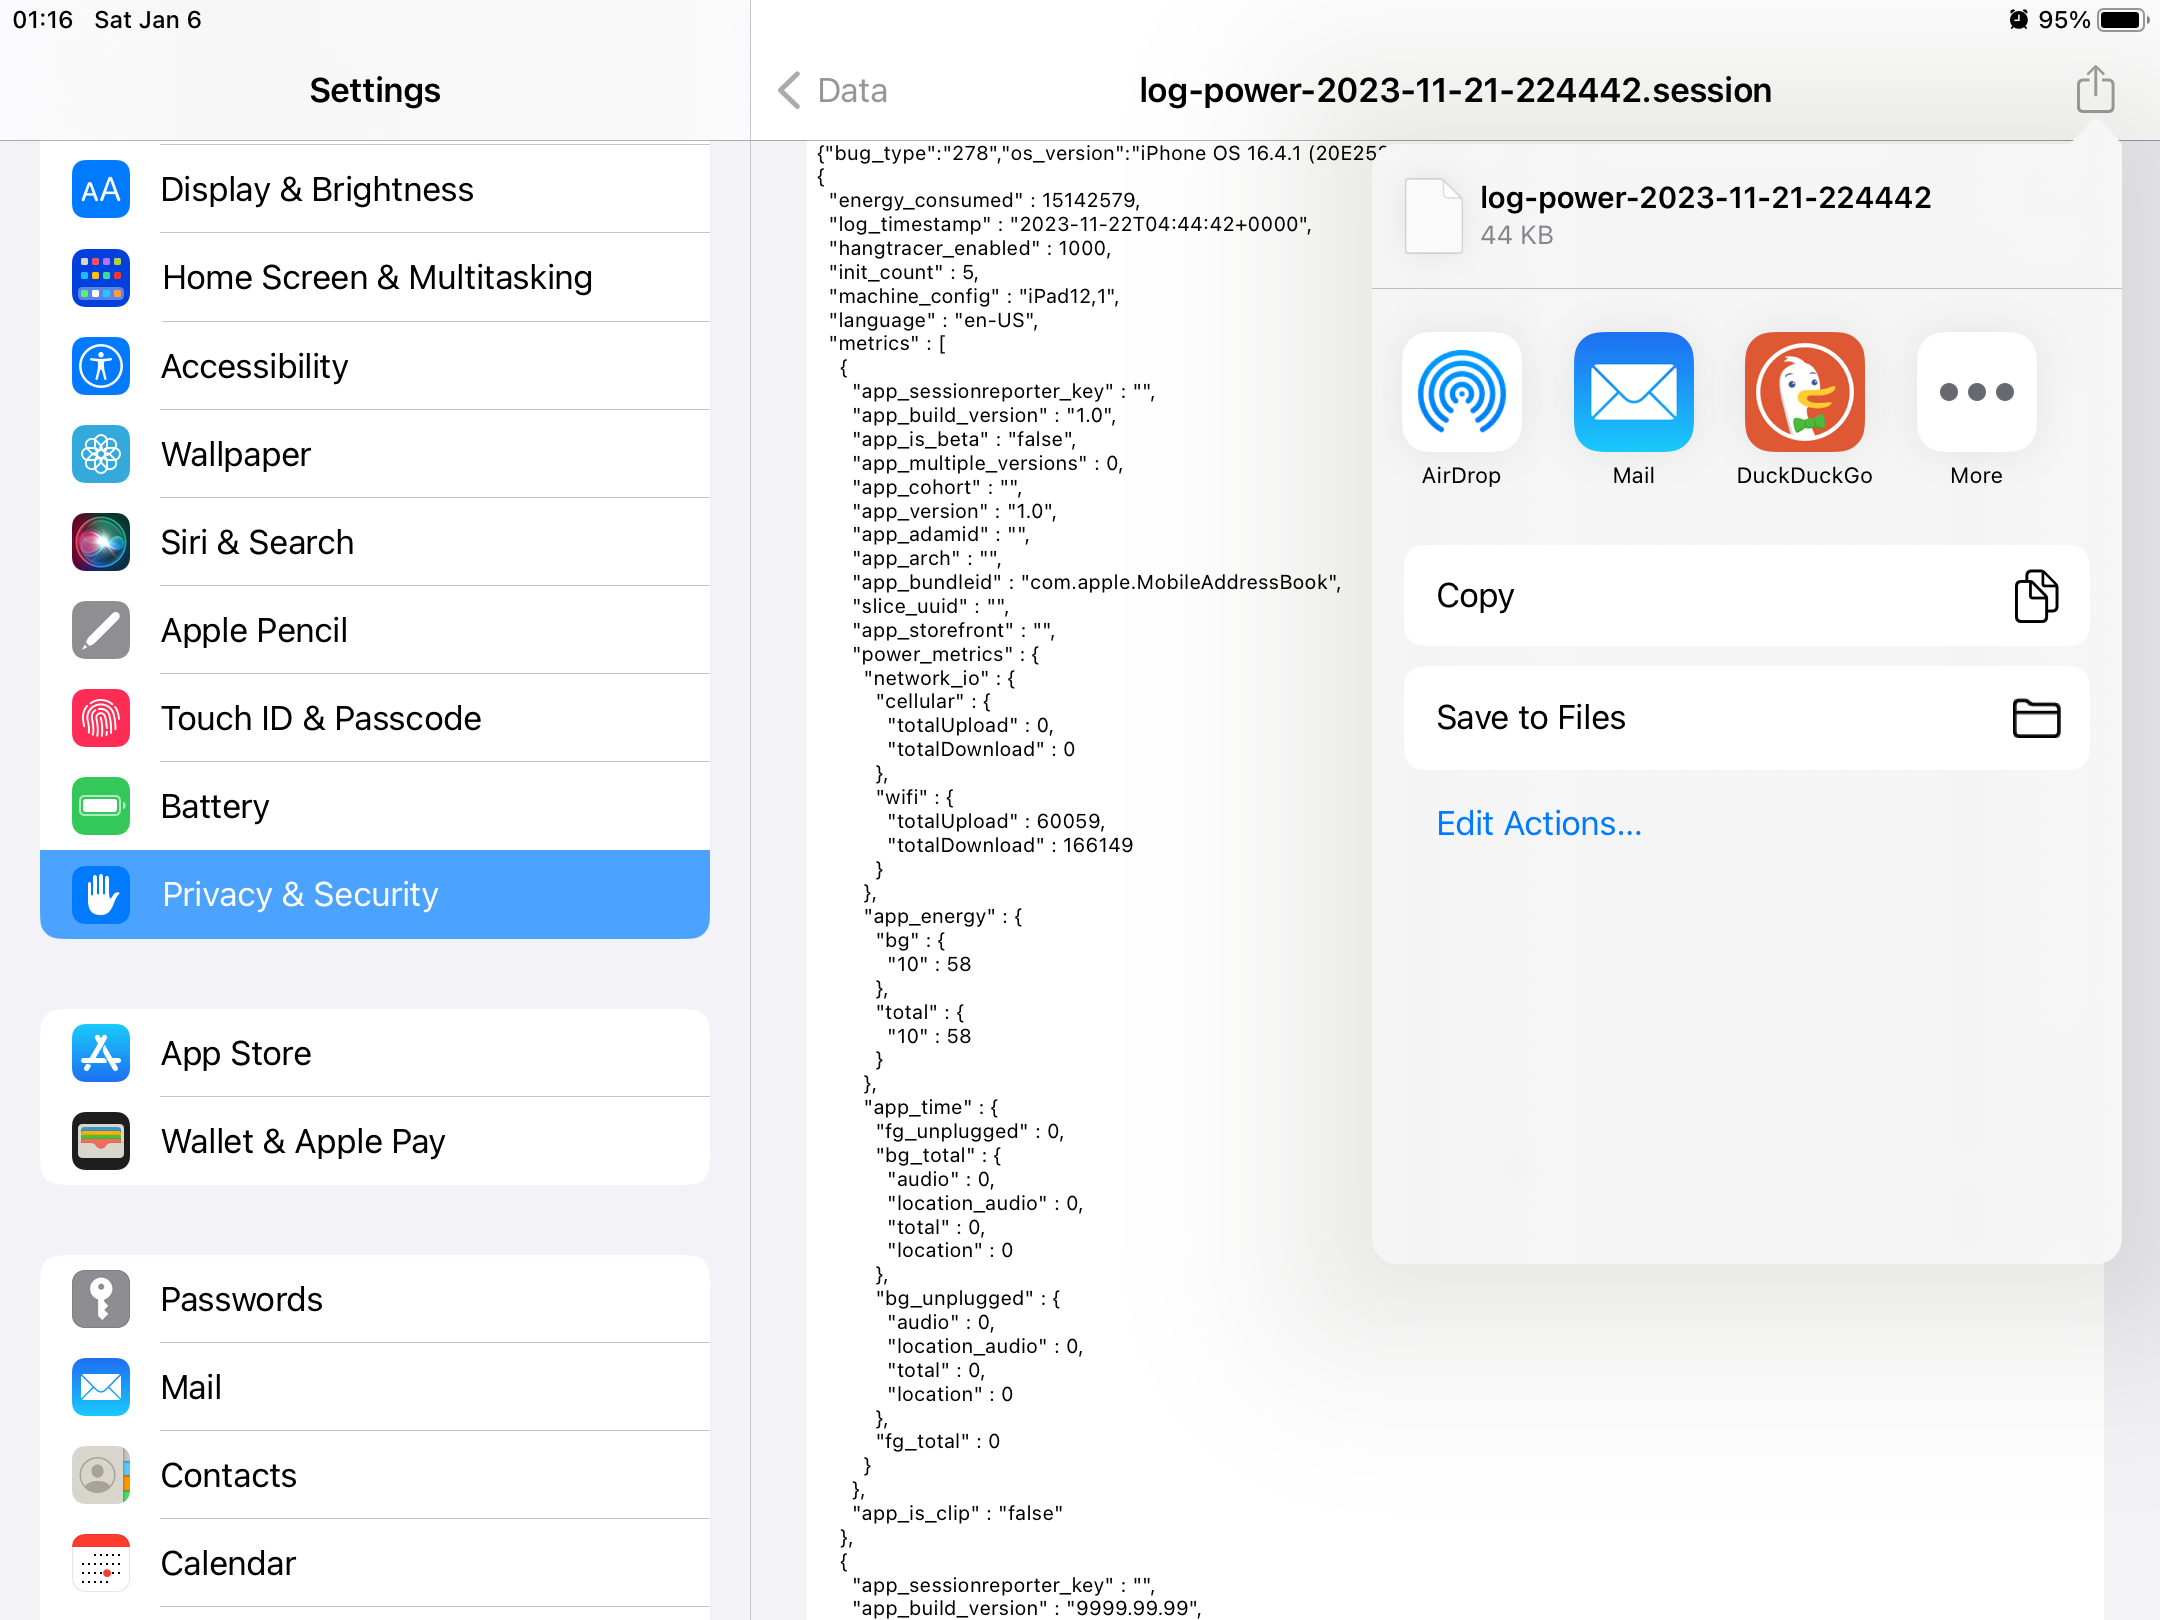 01:16 Sat Jan 6
95%
Settings
Display & Brightness
Home Screen & Multitasking
Accessibility
Wallpaper
Siri & Search
Apple Pencil
Touch ID & Passcode
Battery
Privacy & Security
App Store
Wallet & Apple Pay
Passwords
Mail
Contacts
Calendar
Data
log-power-2023-11-21-224442.session
{"bug_type":"278","os_version":"iPhone OS 16.4.1 (20E25
{
"energy_consumed" : 15142579,
"log_timestamp" : "2023-11-22T04:44:42+0000",
"hangtracer_enabled" : 1000,
"init_count" : 5,
"machine_config" : "iPad12,1",
"language" : "en-US",
"metrics" : [
{
"app_sessionreporter_key" : "",
"app_build_version" : "1.0",
"app_is_beta" : "false",
"app_multiple_versions" : 0,
"app_cohort" : "",
"app_version" : "1.0",
"app_adamid" : "",
"app_arch" : "",
"app_bundleid" : "com.apple.MobileAddressBook",
"slice_uuid" : "",
"app_storefront" : "",
"power_metrics" : {
"network_io" : {
"cellular" : {
"totalUpload" : 0,
"totalDownload" : 0
},
"wifi" : {
"totalUpload" : 60059,
"totalDownload" : 166149
}
},
"app_energy" : {
"bg" : {
"10" : 58
},
"total" : {
"10" : 58
}
},
"app_time" : {
"fg_unplugged" : 0,
"bg_total" : {
"audio" : 0,
"location_audio" : 0,
"total" : 0,
"location" : 0
},
"bg_unplugged" : {
"audio" : 0,
"location_audio" : 0,
"total" : 0,
"location" : 0
},
"fg_total" : 0
}
},
"app_is_clip" : "false"
},
{
"app_sessionreporter_key" : "",
"app_build_version" : "9999.99.99",
log-power-2023-11-21-224442
44 KB
AirDrop
Mail
DuckDuckGo
More
Copy
Save to Files
Edit Actions...